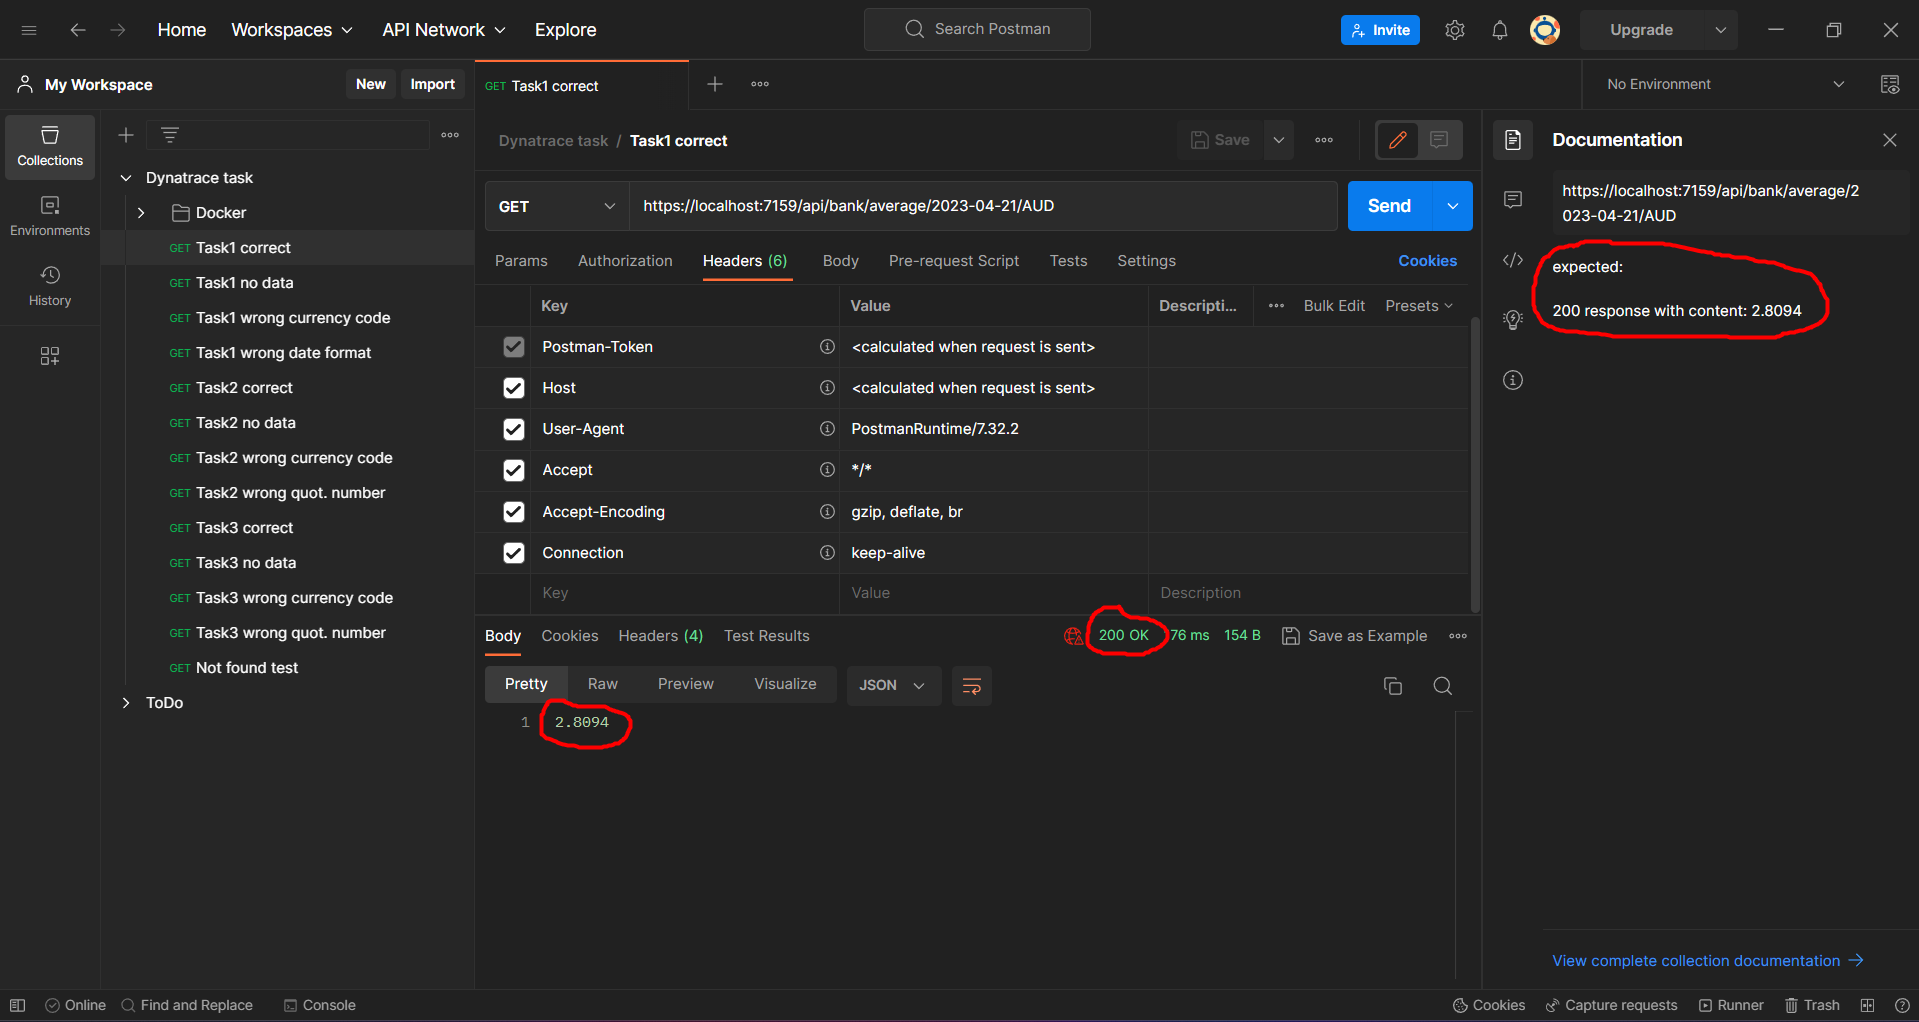 Home Workspaces API Network Explore Search Postman Invite Upgrade
My Workspace New Import GET Task1 correct No Environment
Collections
Environments
History
Dynatrace task
Docker
GET Task1 correct
GET Task1 no data
GET Task1 wrong currency code
GET Task1 wrong date format
GET Task2 correct
GET Task2 no data
GET Task2 wrong currency code
GET Task2 wrong quot. number
GET Task3 correct
GET Task3 no data
GET Task3 wrong currency code
GET Task3 wrong quot. number
GET Not found test
ToDo
Dynatrace task / Task1 correct Save
GET https://localhost:7159/api/bank/average/2023-04-21/AUD Send
Params Authorization Headers (6) Body Pre-request Script Tests Settings Cookies
Key Value Descripti... Bulk Edit Presets
Postman-Token <calculated when request is sent>
Host <calculated when request is sent>
User-Agent PostmanRuntime/7.32.2
Accept */*
Accept-Encoding gzip, deflate, br
Connection keep-alive
Key Value Description
Body Cookies Headers (4) Test Results 200 OK 76 ms 154 B Save as Example
Pretty Raw Preview Visualize JSON
1 2.8094
Documentation
https://localhost:7159/api/bank/average/2
023-04-21/AUD
expected:
200 response with content: 2.8094
View complete collection documentation
Online Find and Replace Console Cookies Capture requests Runner Trash